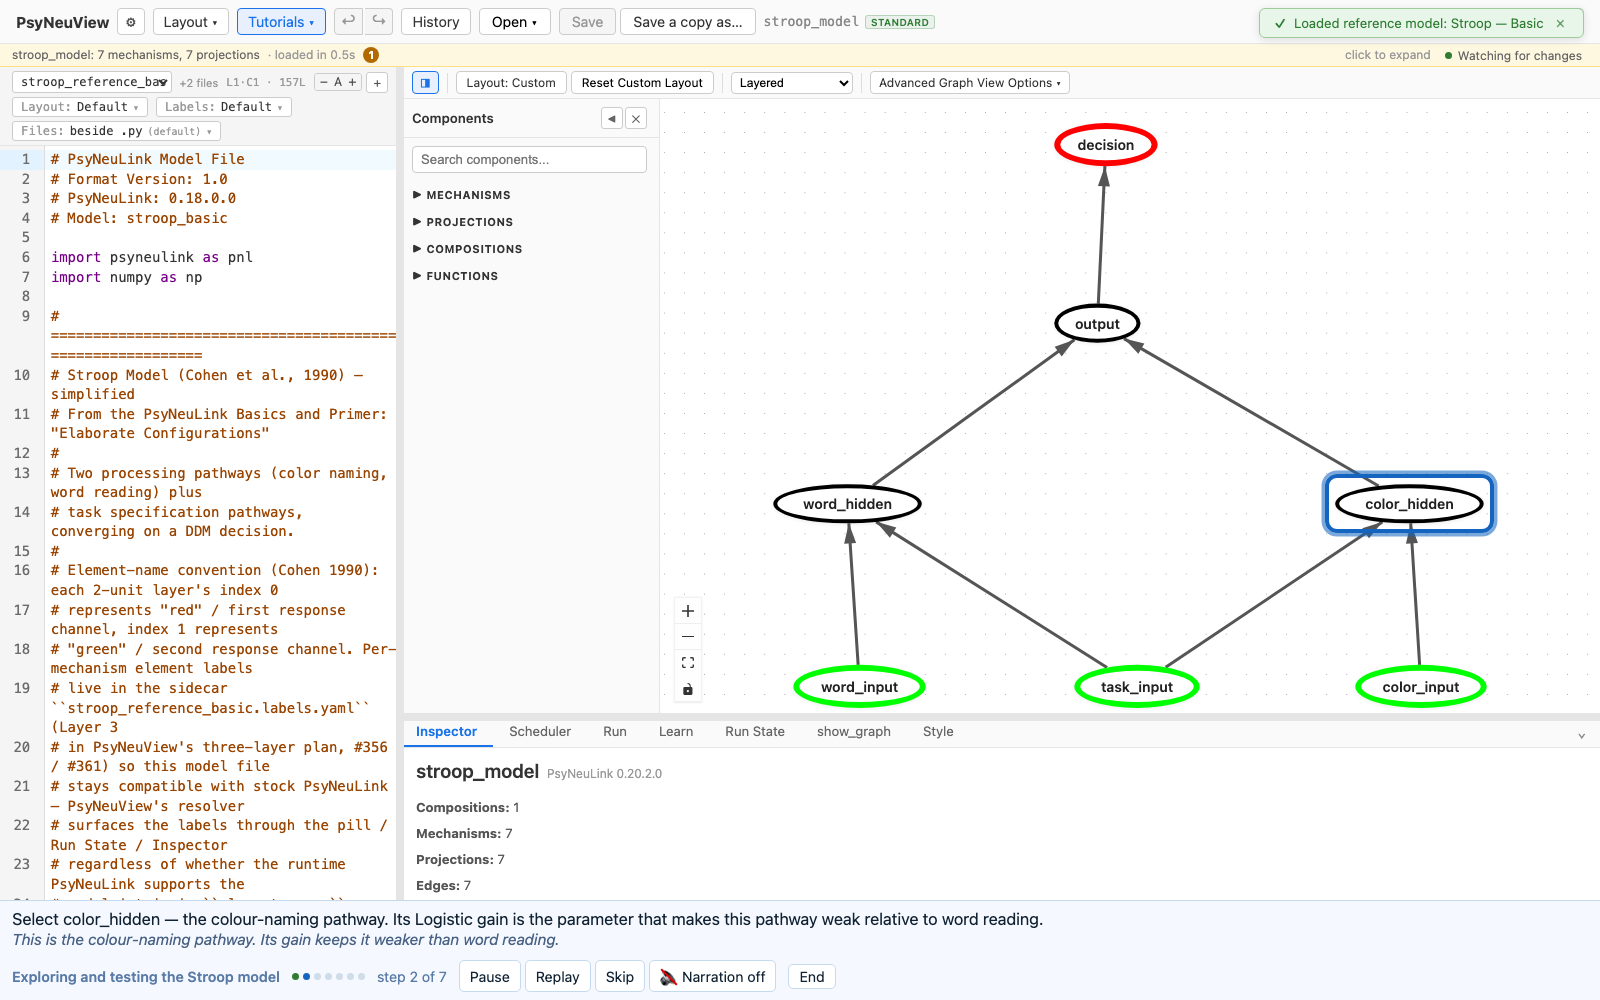 PsyNeuView
Layout ▾
Tutorials ▾
History
Open ▾
Save
Save a copy as...
stroop_model
STANDARD
✓ Loaded reference model: Stroop — Basic ×
stroop_model: 7 mechanisms, 7 projections · loaded in 0.5s 1
click to expand
Watching for changes
+2 files L1:C1 · 157L − A + +
Layout: Default ▾
Labels: Default ▾
Files: beside .py (default) ▾
1 # PsyNeuLink Model File
2 # Format Version: 1.0
3 # PsyNeuLink: 0.18.0.0
4 # Model: stroop_basic
5
6 import psyneulink as pnl
7 import numpy as np
8
9 #
========================================
==================
10 # Stroop Model (Cohen et al., 1990) —
simplified
11 # From the PsyNeuLink Basics and Primer:
"Elaborate Configurations"
12 #
13 # Two processing pathways (color naming,
word reading) plus
14 # task specification pathways,
converging on a DDM decision.
15 #
16 # Element-name convention (Cohen 1990):
each 2-unit layer's index 0
17 # represents "red" / first response
channel, index 1 represents
18 # "green" / second response channel. Per-
mechanism element labels
19 # live in the sidecar
``stroop_reference_basic.labels.yaml``
(Layer 3
20 # in PsyNeuView's three-layer plan, #356
/ #361) so this model file
21 # stays compatible with stock PsyNeuLink
— PsyNeuView's resolver
22 # surfaces the labels through the pill /
Run State / Inspector
23 # regardless of whether the runtime
PsyNeuLink supports the
Layout: Custom
Reset Custom Layout
Layered
Advanced Graph View Options ▾
Components
Search components...
▶ MECHANISMS
▶ PROJECTIONS
▶ COMPOSITIONS
▶ FUNCTIONS
decision
output
word_hidden
color_hidden
word_input
task_input
color_input
Inspector
Scheduler
Run
Learn
Run State
show_graph
Style
stroop_model PsyNeuLink 0.20.2.0
Compositions: 1
Mechanisms: 7
Projections: 7
Edges: 7
Select color_hidden — the colour-naming pathway. Its Logistic gain is the parameter that makes this pathway weak relative to word reading.
This is the colour-naming pathway. Its gain keeps it weaker than word reading.
Exploring and testing the Stroop model
step 2 of 7
Pause
Replay
Skip
Narration off
End